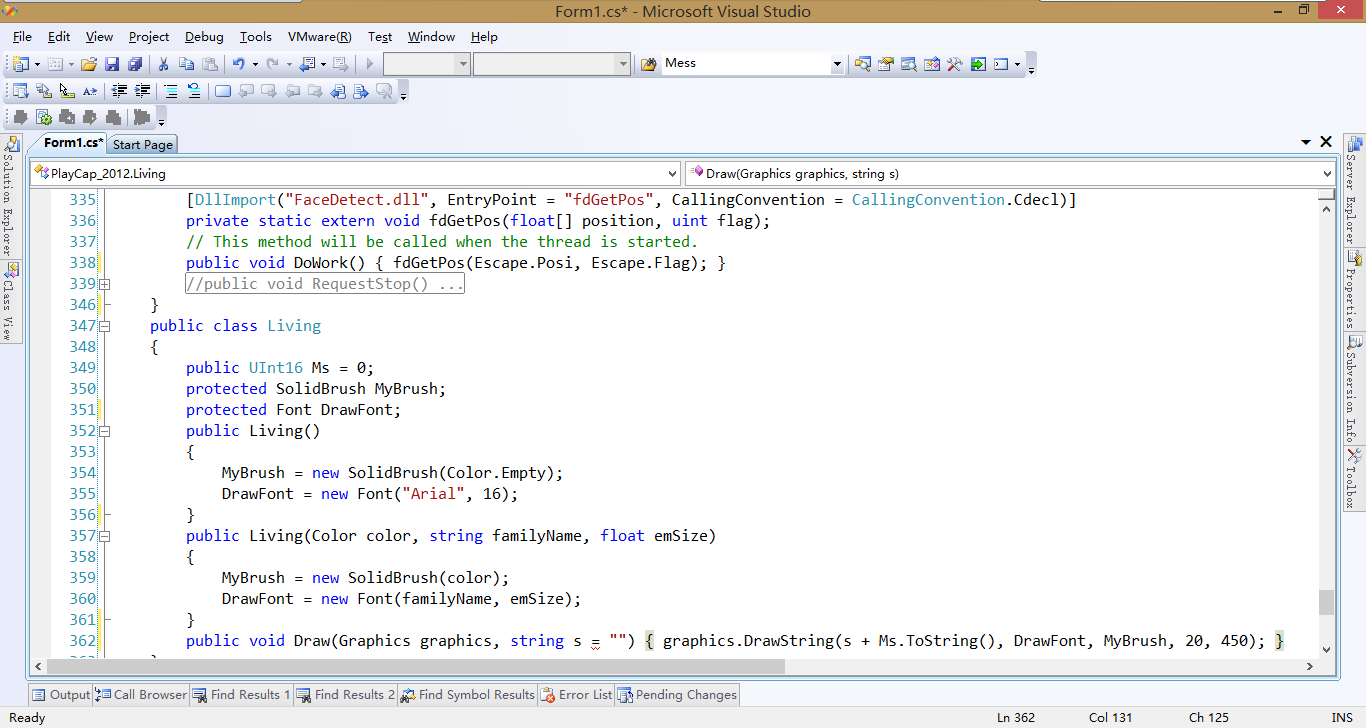 Form1.cs* - Microsoft Visual Studio
File Edit View Project Debug Tools VMware(R) Test Window Help
Mess
Form1.cs* Start Page
PlayCap_2012.Living Draw(Graphics graphics, string s)
Solution Explorer
Class View
335 [DllImport("FaceDetect.dll", EntryPoint = "fdGetPos", CallingConvention = CallingConvention.Cdecl)]
336 private static extern void fdGetPos(float[] position, uint flag);
337 // This method will be called when the thread is started.
338 public void DoWork() { fdGetPos(Escape.Posi, Escape.Flag); }
339 //public void RequestStop() ...
346 }
347 public class Living
348 {
349 public UInt16 Ms = 0;
350 protected SolidBrush MyBrush;
351 protected Font DrawFont;
352 public Living()
353 {
354 MyBrush = new SolidBrush(Color.Empty);
355 DrawFont = new Font("Arial", 16);
356 }
357 public Living(Color color, string familyName, float emSize)
358 {
359 MyBrush = new SolidBrush(color);
360 DrawFont = new Font(familyName, emSize);
361 }
362 public void Draw(Graphics graphics, string s = "") { graphics.DrawString(s + Ms.ToString(), DrawFont, MyBrush, 20, 450); }
Server Explorer
Properties
Subversion Info
Toolbox
Output Call Browser Find Results 1 Find Results 2 Find Symbol Results Error List Pending Changes
Ready Ln 362 Col 131 Ch 125 INS